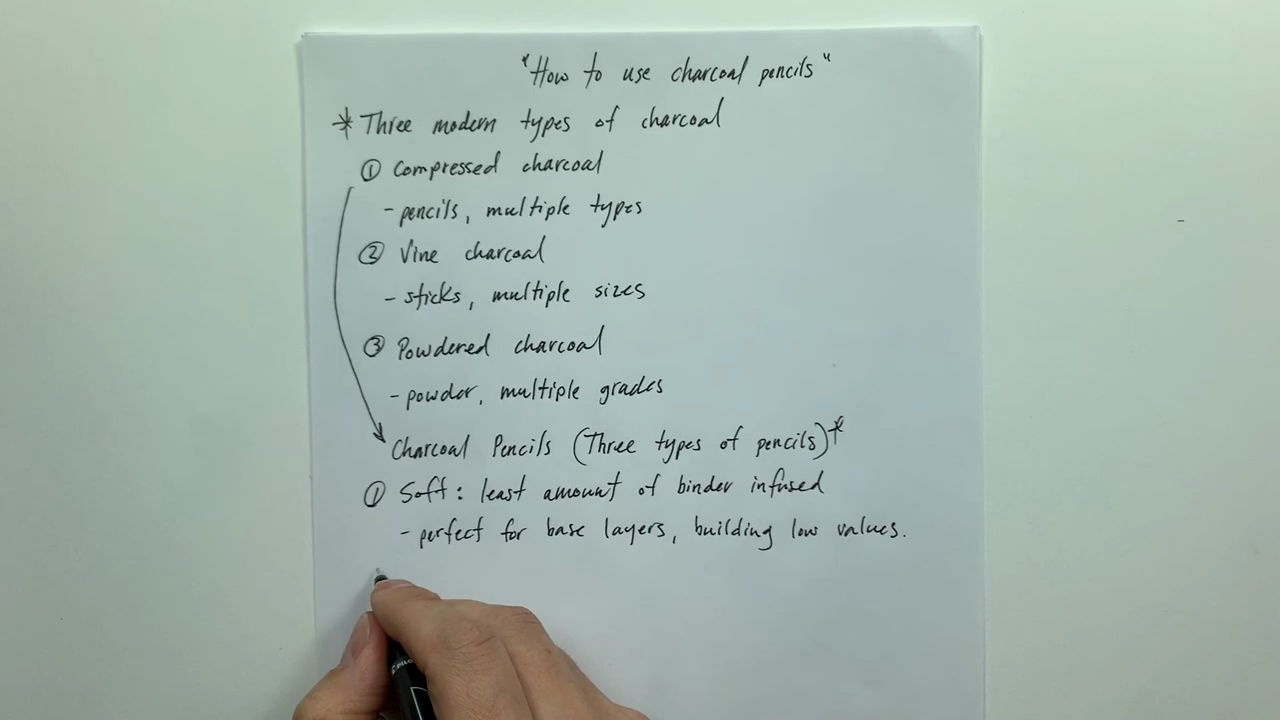 "How to use charcoal pencils"
* Three modern types of charcoal
① Compressed charcoal
- pencils, multiple types
② Vine charcoal
- sticks, multiple sizes
③ Powdered charcoal
- powder, multiple grades
Charcoal Pencils (Three types of pencils)*
① Soft: least amount of binder infused
- perfect for base layers, building low values.